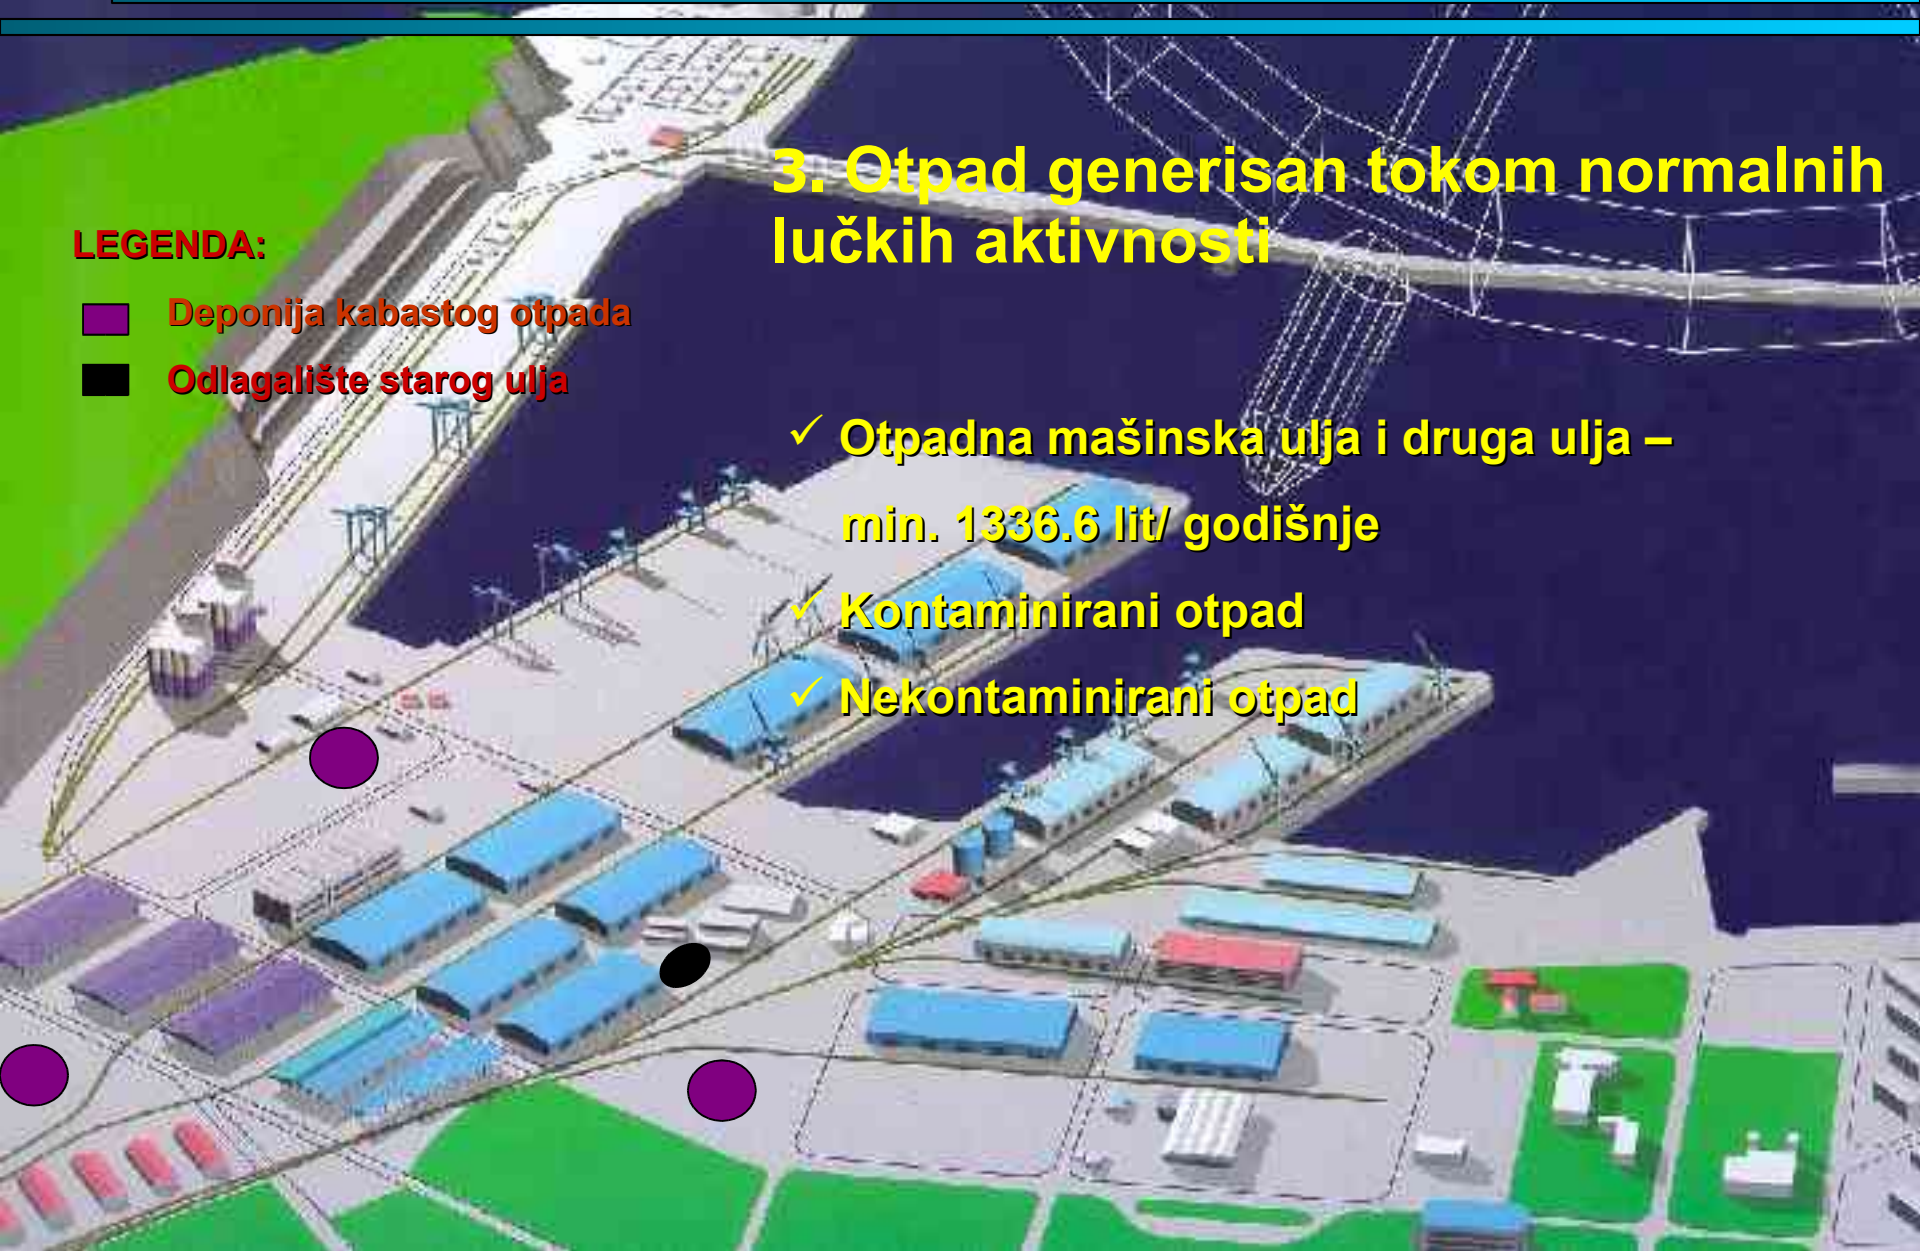 3. Otpad generisan tokom normalnih
lučkih aktivnosti
LEGENDA:
Deponija kabastog otpada
Odlagalište starog ulja
✓ Otpadna mašinska ulja i druga ulja –
min. 1336.6 lit/ godišnje
✓ Kontaminirani otpad
✓ Nekontaminirani otpad